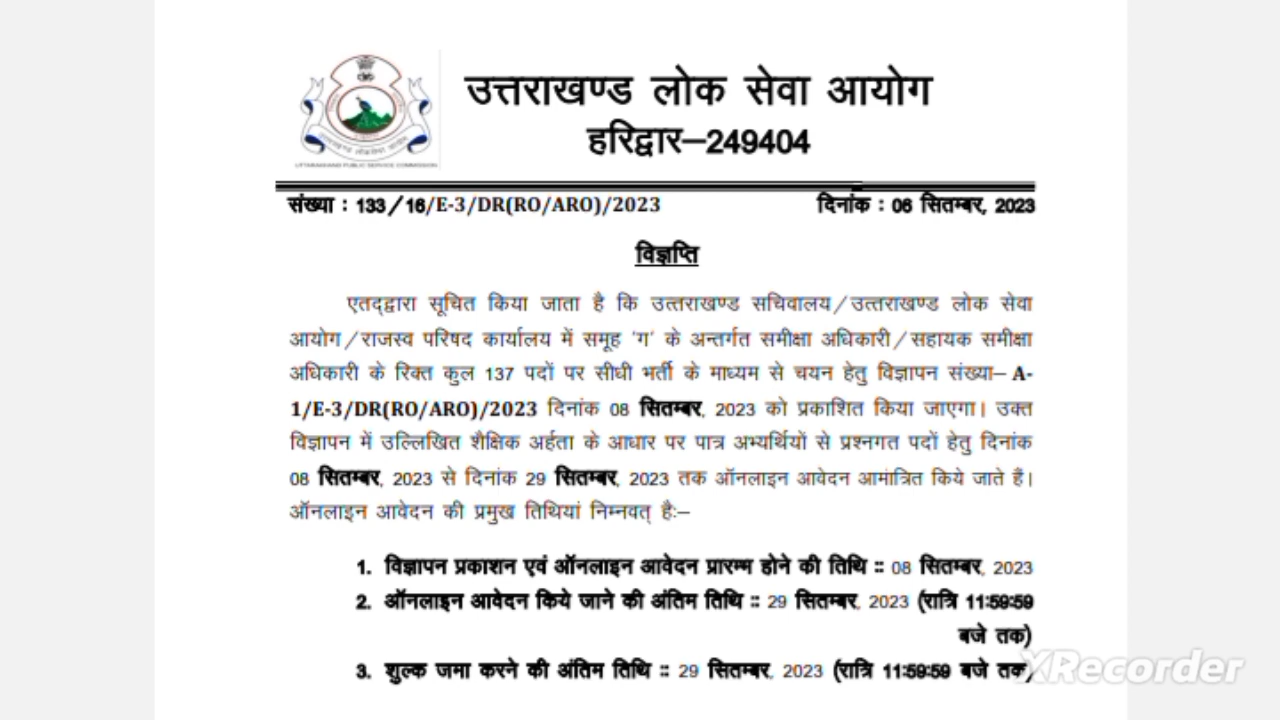 उत्तराखण्ड लोक सेवा आयोग
हरिद्वार–249404
UTTARAKHAND PUBLIC SERVICE COMMISSION
संख्या : 133/16/E-3/DR(RO/ARO)/2023 दिनांक : 06 सितम्बर, 2023
विज्ञप्ति
एतद्द्वारा सूचित किया जाता है कि उत्तराखण्ड सचिवालय/उत्तराखण्ड लोक सेवा
आयोग/राजस्व परिषद कार्यालय में समूह 'ग' के अन्तर्गत समीक्षा अधिकारी/सहायक समीक्षा
अधिकारी के रिक्त कुल 137 पदों पर सीधी भर्ती के माध्यम से चयन हेतु विज्ञापन संख्या– A-
1/E-3/DR(RO/ARO)/2023 दिनांक 08 सितम्बर, 2023 को प्रकाशित किया जाएगा। उक्त
विज्ञापन में उल्लिखित शैक्षिक अर्हता के आधार पर पात्र अभ्यर्थियों से प्रश्नगत पदों हेतु दिनांक
08 सितम्बर, 2023 से दिनांक 29 सितम्बर, 2023 तक ऑनलाइन आवेदन आमंत्रित किये जाते हैं।
ऑनलाइन आवेदन की प्रमुख तिथियां निम्नवत् है:–
1. विज्ञापन प्रकाशन एवं ऑनलाइन आवेदन प्रारम्भ होने की तिथि :: 08 सितम्बर, 2023
2. ऑनलाइन आवेदन किये जाने की अंतिम तिथि :: 29 सितम्बर, 2023 (रात्रि 11:59:59
बजे तक)
3. शुल्क जमा करने की अंतिम तिथि :: 29 सितम्बर, 2023 (रात्रि 11:59:59 बजे तक)
XRecorder